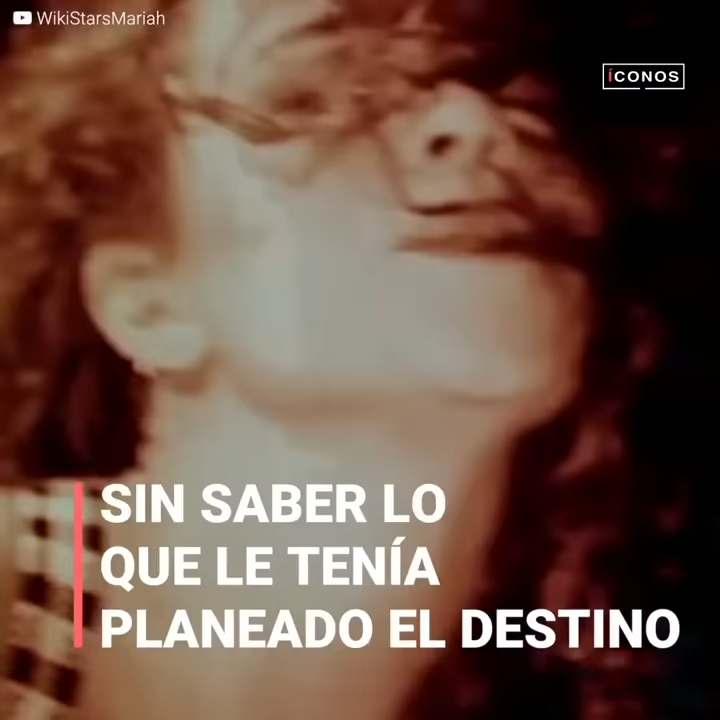 WikiStarsMariah
ÍCONOS
SIN SABER LO
QUE LE TENÍA
PLANEADO EL DESTINO